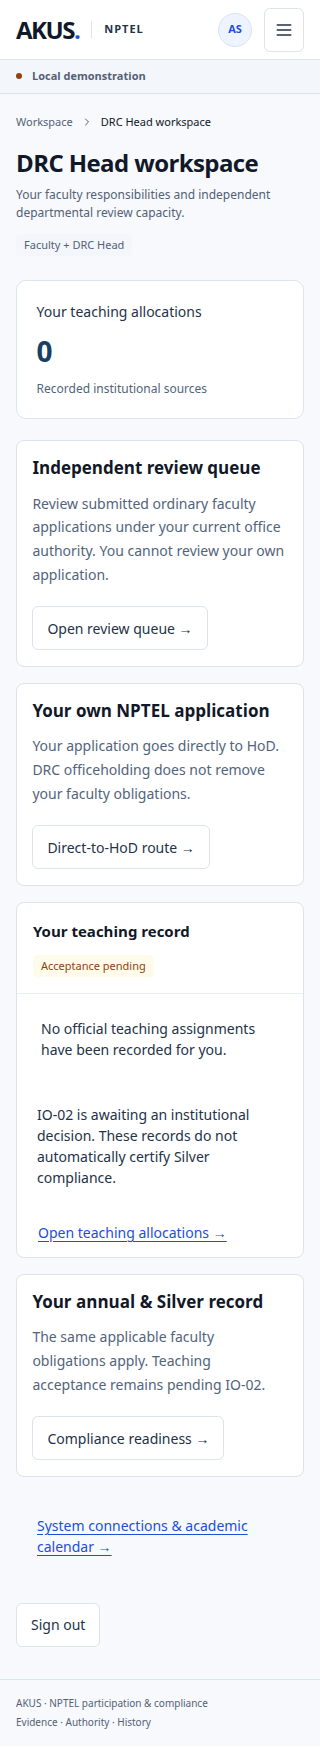 AKUS. NPTEL AS
Local demonstration
Workspace > DRC Head workspace
DRC Head workspace
Your faculty responsibilities and independent
departmental review capacity.
Faculty + DRC Head
Your teaching allocations
0
Recorded institutional sources
Independent review queue
Review submitted ordinary faculty
applications under your current office
authority. You cannot review your own
application.
Open review queue →
Your own NPTEL application
Your application goes directly to HoD.
DRC officeholding does not remove
your faculty obligations.
Direct-to-HoD route →
Your teaching record
Acceptance pending
No official teaching assignments
have been recorded for you.
IO-02 is awaiting an institutional
decision. These records do not
automatically certify Silver
compliance.
Open teaching allocations →
Your annual & Silver record
The same applicable faculty
obligations apply. Teaching
acceptance remains pending IO-02.
Compliance readiness →
System connections & academic
calendar →
Sign out
AKUS · NPTEL participation & compliance
Evidence · Authority · History